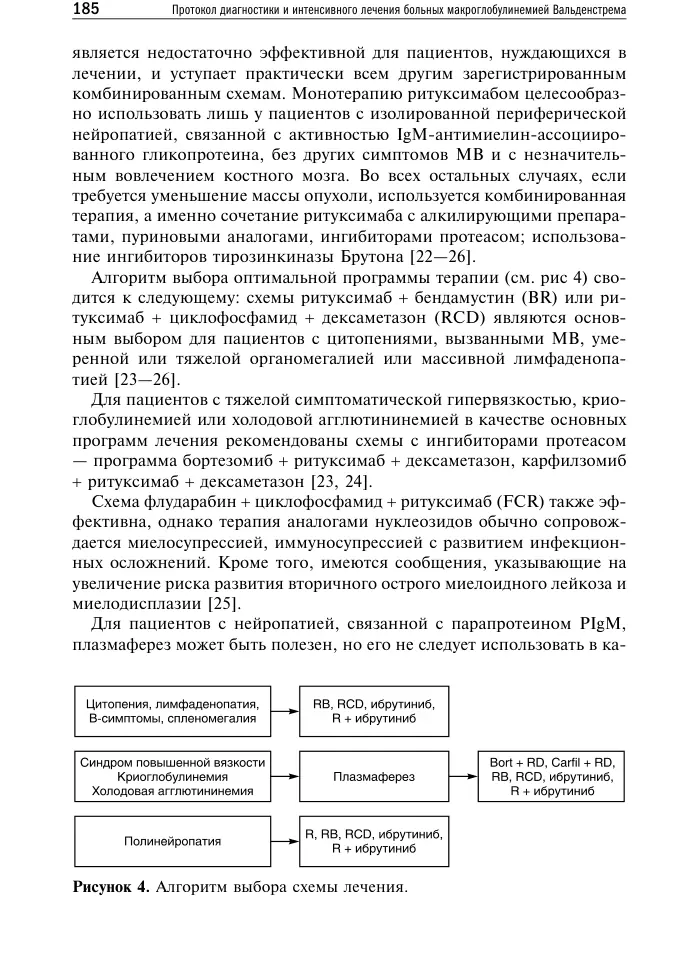 185 Протокол диагностики и интенсивного лечения больных макроглобулинемией Вальденстрема
является недостаточно эффективной для пациентов, нуждающихся в
лечении, и уступает практически всем другим зарегистрированным
комбинированным схемам. Монотерапию ритуксимабом целесообраз-
но использовать лишь у пациентов с изолированной периферической
нейропатией, связанной с активностью IgM-антимиелин-ассоцииро-
ванного гликопротеина, без других симптомов МВ и с незначитель-
ным вовлечением костного мозга. Во всех остальных случаях, если
требуется уменьшение массы опухоли, используется комбинированная
терапия, а именно сочетание ритуксимаба с алкилирующими препара-
тами, пуриновыми аналогами, ингибиторами протеасом; использова-
ние ингибиторов тирозинкиназы Брутона [22—26].
Алгоритм выбора оптимальной программы терапии (см. рис 4) сво-
дится к следующему: схемы ритуксимаб + бендамустин (BR) или ри-
туксимаб + циклофосфамид + дексаметазон (RCD) являются основ-
ным выбором для пациентов с цитопениями, вызванными МВ, уме-
ренной или тяжелой органомегалией или массивной лимфаденопа-
тией [23—26].
Для пациентов с тяжелой симптоматической гипервязкостью, крио-
глобулинемией или холодовой агглютининемией в качестве основных
программ лечения рекомендованы схемы с ингибиторами протеасом
— программа бортезомиб + ритуксимаб + дексаметазон, карфилзомиб
+ ритуксимаб + дексаметазон [23, 24].
Схема флударабин + циклофосфамид + ритуксимаб (FCR) также эф-
фективна, однако терапия аналогами нуклеозидов обычно сопровож-
дается миелосупрессией, иммуносупрессией с развитием инфекцион-
ных осложнений. Кроме того, имеются сообщения, указывающие на
увеличение риска развития вторичного острого миелоидного лейкоза и
миелодисплазии [25].
Для пациентов с нейропатией, связанной с парапротеином PIgM,
плазмаферез может быть полезен, но его не следует использовать в ка-
Цитопения, лимфаденопатия,
В-симптомы, спленомегалия
RB, RCD, ибрутиниб,
R + ибрутиниб
Синдром повышенной вязкости
Криоглобулинемия
Холодовая агглютининемия
Плазмаферез
Bort + RD, Carfil + RD,
RB, RCD, ибрутиниб,
R + ибрутиниб
Полинейропатия
R, RB, RCD, ибрутиниб,
R + ибрутиниб
Рисунок 4. Алгоритм выбора схемы лечения.